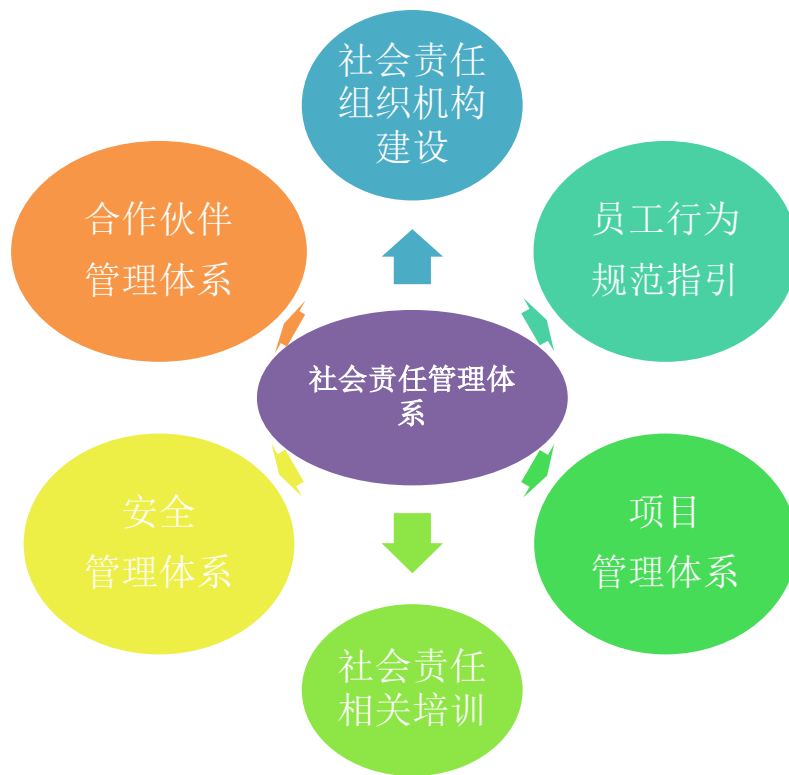 社会责任
组织机构
建设
合作伙伴
管理体系
员工行为
规范指引
社会责任管理体
系
安全
管理体系
项目
管理体系
社会责任
相关培训